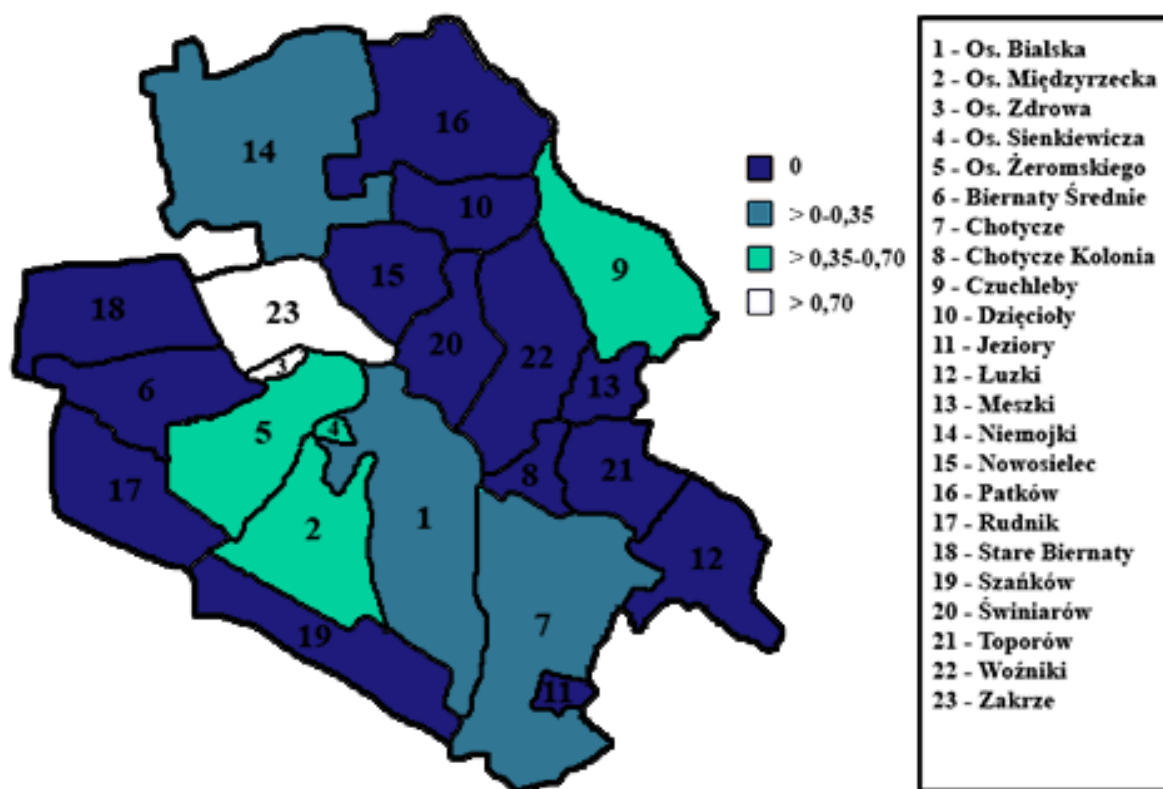 16
14
10
9
15
18
23
20
22
3
13
6
5
4
8
21
17
2
1
12
7
19
11
0
> 0-0,35
> 0,35-0,70
> 0,70
1 - Os. Bialska
2 - Os. Międzyrzecka
3 - Os. Zdrowa
4 - Os. Sienkiewicza
5 - Os. Żeromskiego
6 - Biernaty Średnie
7 - Chotycze
8 - Chotycze Kolonia
9 - Czuchleby
10 - Dzięcioły
11 - Jeziory
12 - Łuzki
13 - Meszki
14 - Niemojki
15 - Nowosielec
16 - Patków
17 - Rudnik
18 - Stare Biernaty
19 - Szańków
20 - Świniarów
21 - Toporów
22 - Woźniki
23 - Zakrze